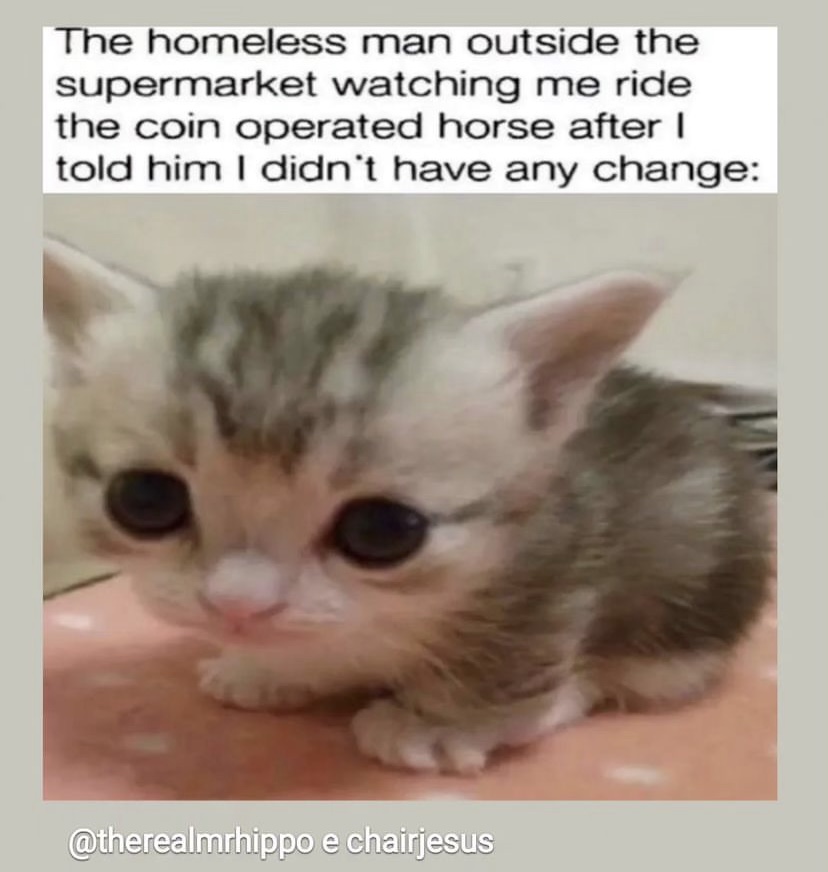 The homeless man outside the
supermarket watching me ride
the coin operated horse after I
told him I didn't have any change:
@therealmrhippo e chairjesus